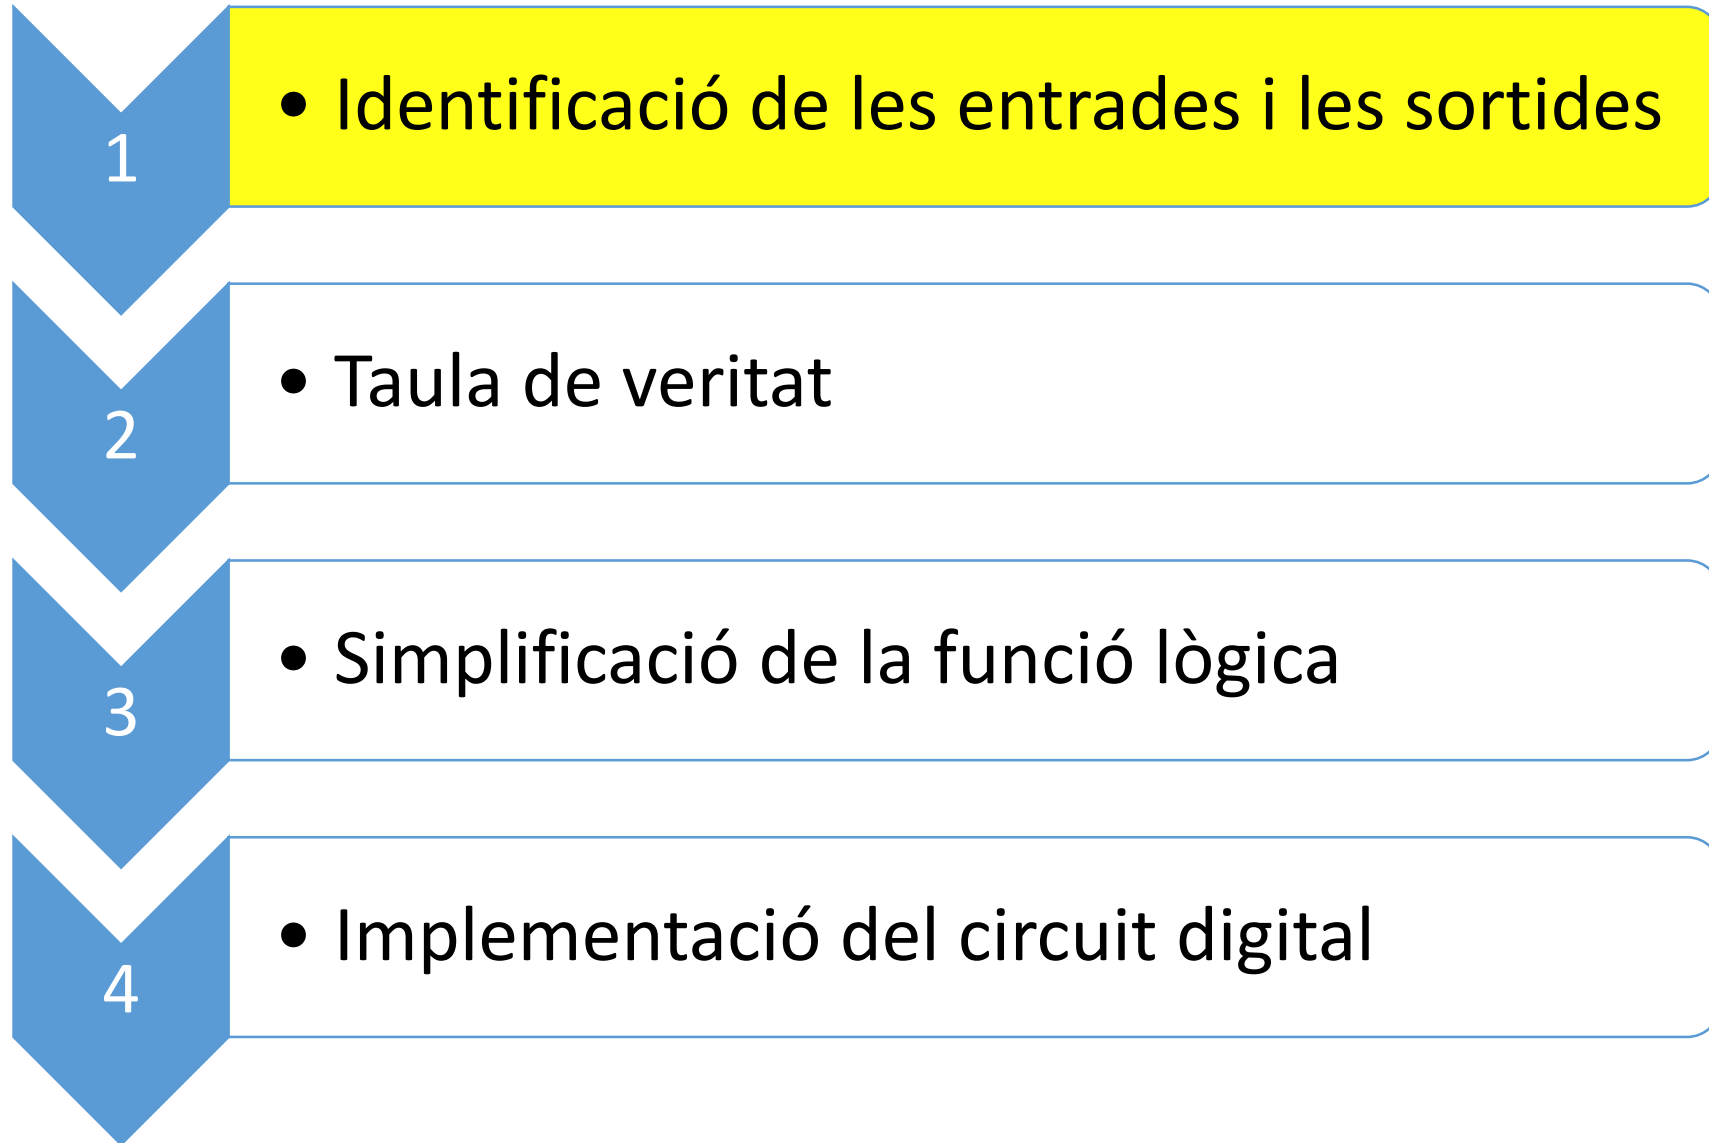 1
• Identificació de les entrades i les sortides
2
• Taula de veritat
3
• Simplificació de la funció lògica
4
• Implementació del circuit digital